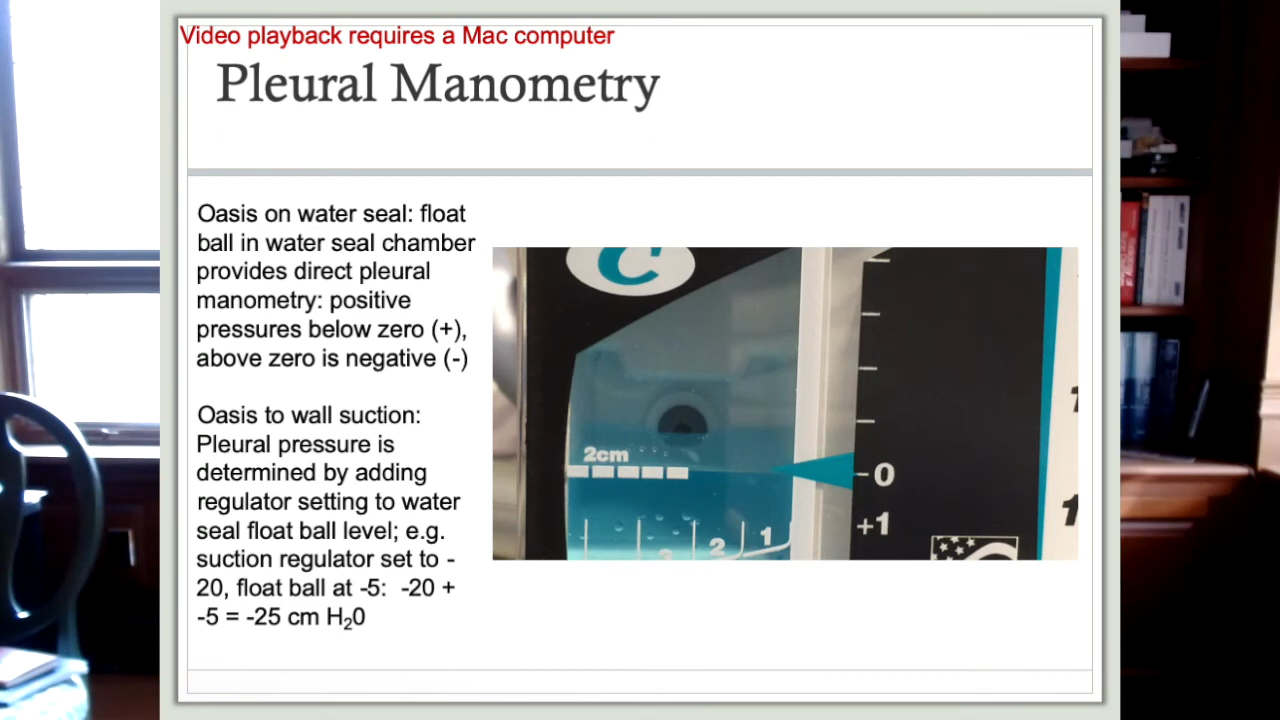 Video playback requires a Mac computer
Pleural Manometry
Oasis on water seal: float
ball in water seal chamber
provides direct pleural
manometry: positive
pressures below zero (+),
above zero is negative (-)
Oasis to wall suction:
Pleural pressure is
determined by adding
regulator setting to water
seal float ball level; e.g.
suction regulator set to -
20, float ball at -5:  -20 +
-5 = -25 cm H₂0
C
2cm
0
+1
2
1